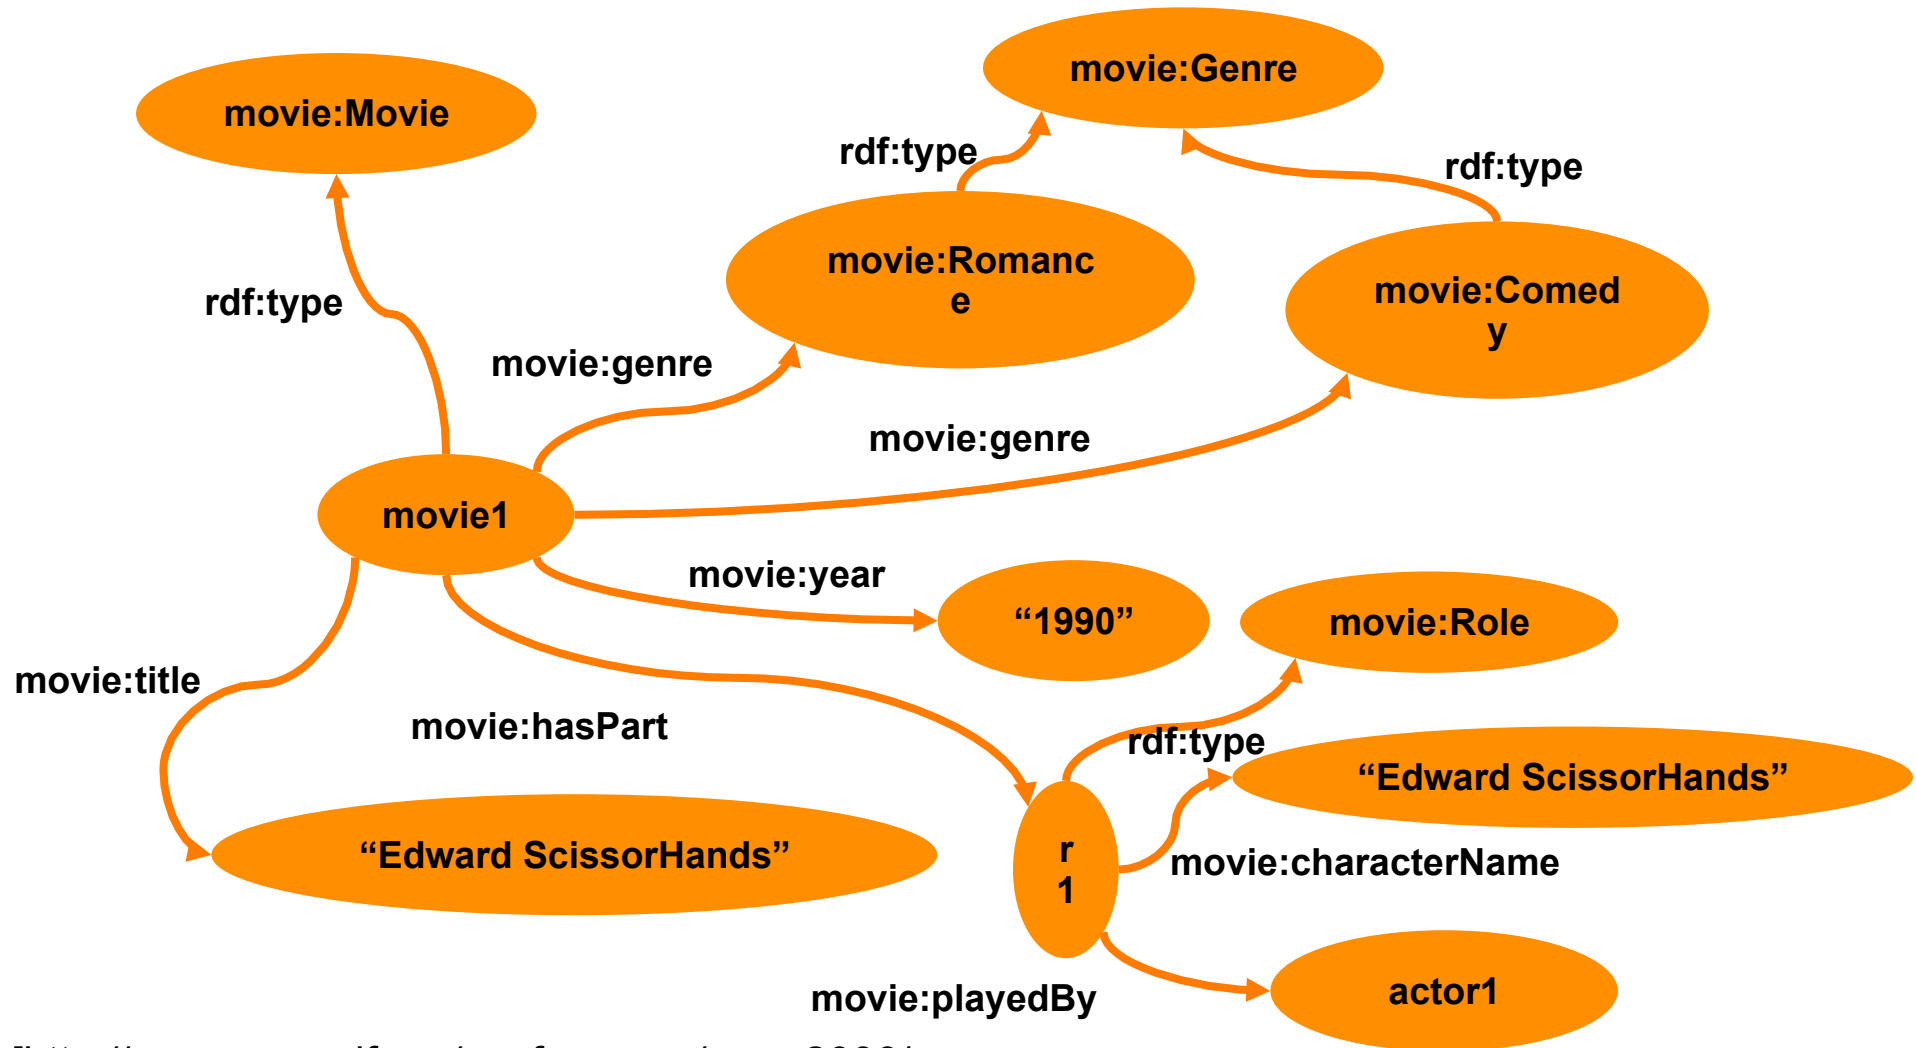 movie:Genre
movie:Movie
rdf:type
rdf:type
movie:Romanc
e
movie:Comed
y
rdf:type
movie:genre
movie:genre
movie1
movie:year
“1990”
movie:Role
movie:title
movie:hasPart
rdf:type
“Edward ScissorHands”
“Edward ScissorHands”
r
1
movie:characterName
movie:playedBy
actor1